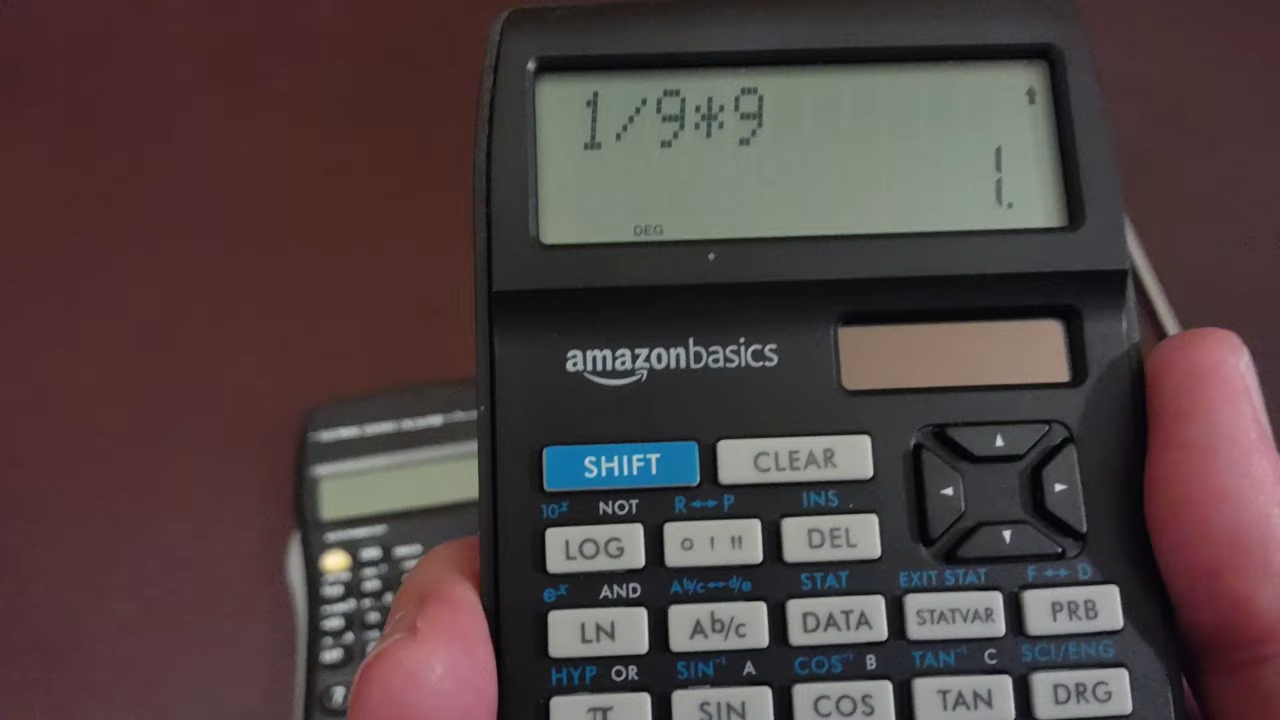 1/9*9
1.
DEG
amazonbasics
SHIFT CLEAR
10ˣ NOT R↔P INS
LOG ° ' " DEL
eˣ AND Ab/c↔d/e STAT EXIT STAT F↔D
LN Ab/c DATA STATVAR PRB
HYP OR SIN⁻¹ A COS⁻¹ B TAN⁻¹ C SCI/ENG
π SIN COS TAN DRG